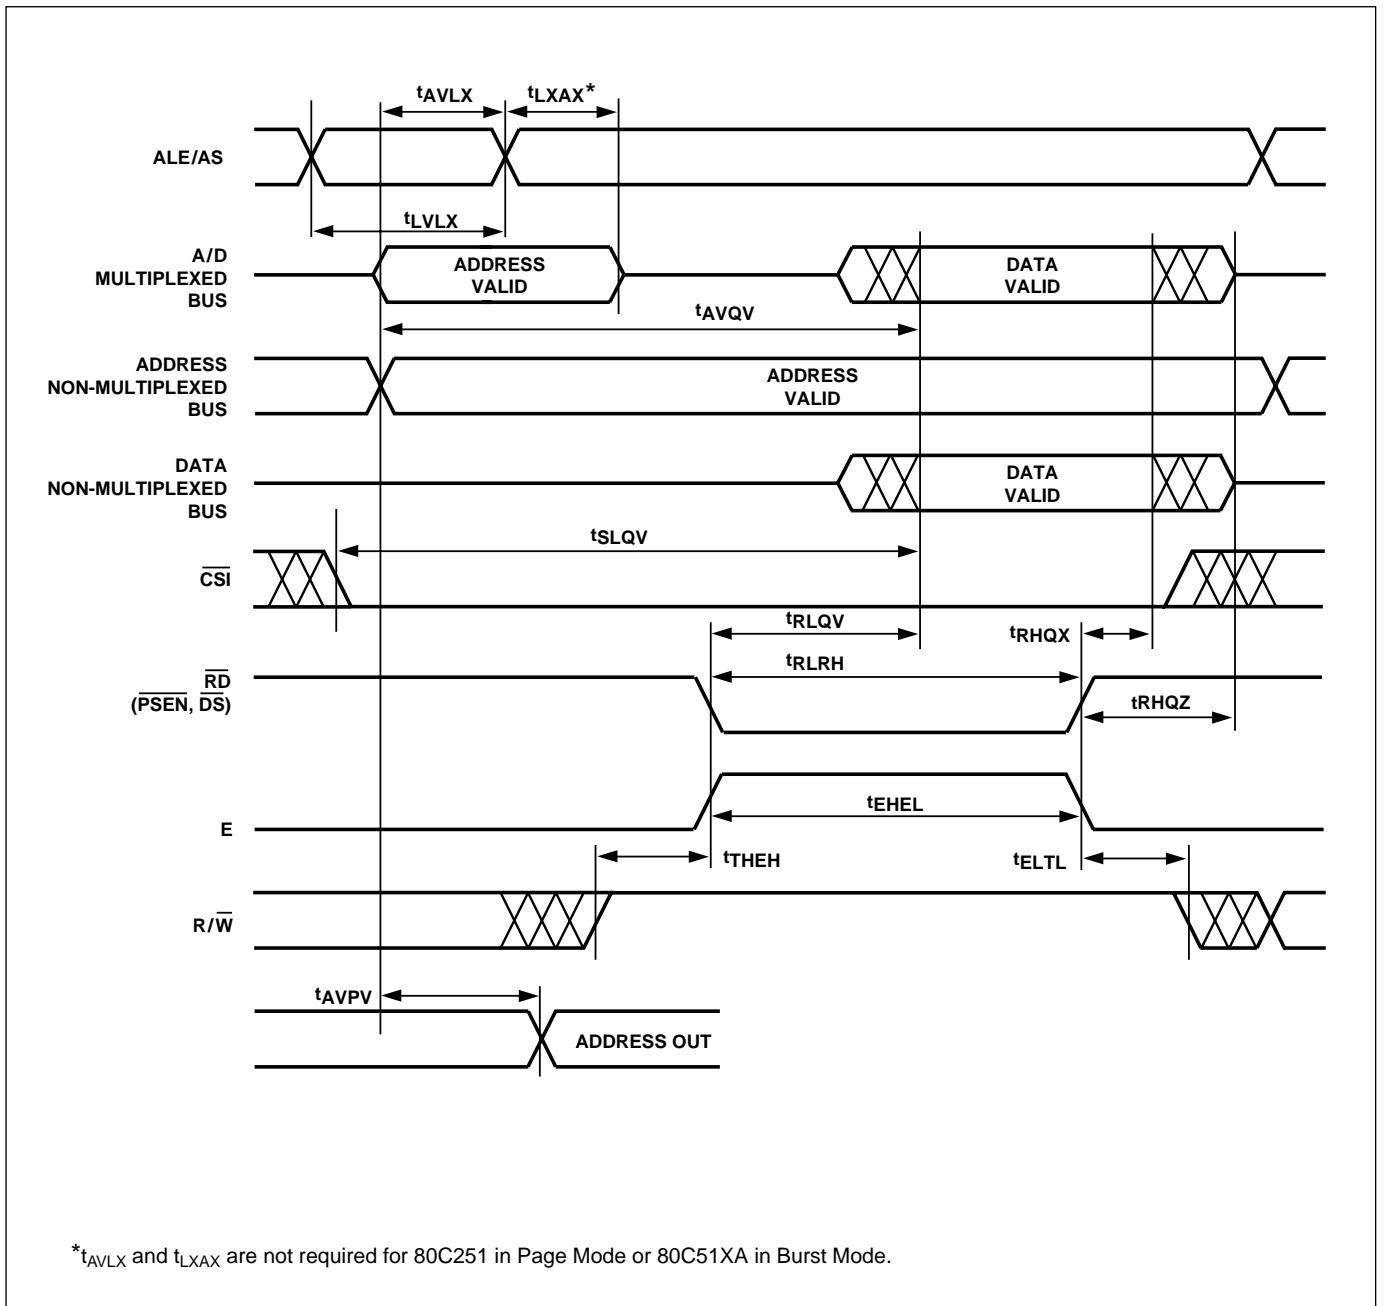 tAVLX
tLXAX*
ALE/AS
tLVLX
A/D
MULTIPLEXED
BUS
ADDRESS
VALID
DATA
VALID
tAVQV
ADDRESS
NON-MULTIPLEXED
BUS
ADDRESS
VALID
DATA
NON-MULTIPLEXED
BUS
DATA
VALID
tSLQV
CSI
tRLQV
tRHQX
tRLRH
RD
(PSEN, DS)
tRHQZ
tEHEL
E
tTHEH
tELTL
R/W
tAVPV
ADDRESS OUT
*tAVLX and tLXAX are not required for 80C251 in Page Mode or 80C51XA in Burst Mode.